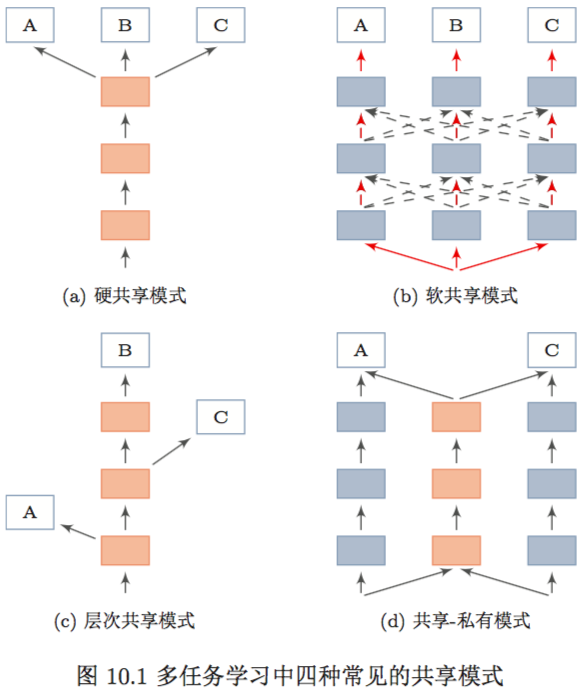 A B C
A B C
(a) 硬共享模式
(b) 软共享模式
B
C
A
A C
(c) 层次共享模式
(d) 共享-私有模式
图 10.1 多任务学习中四种常见的共享模式